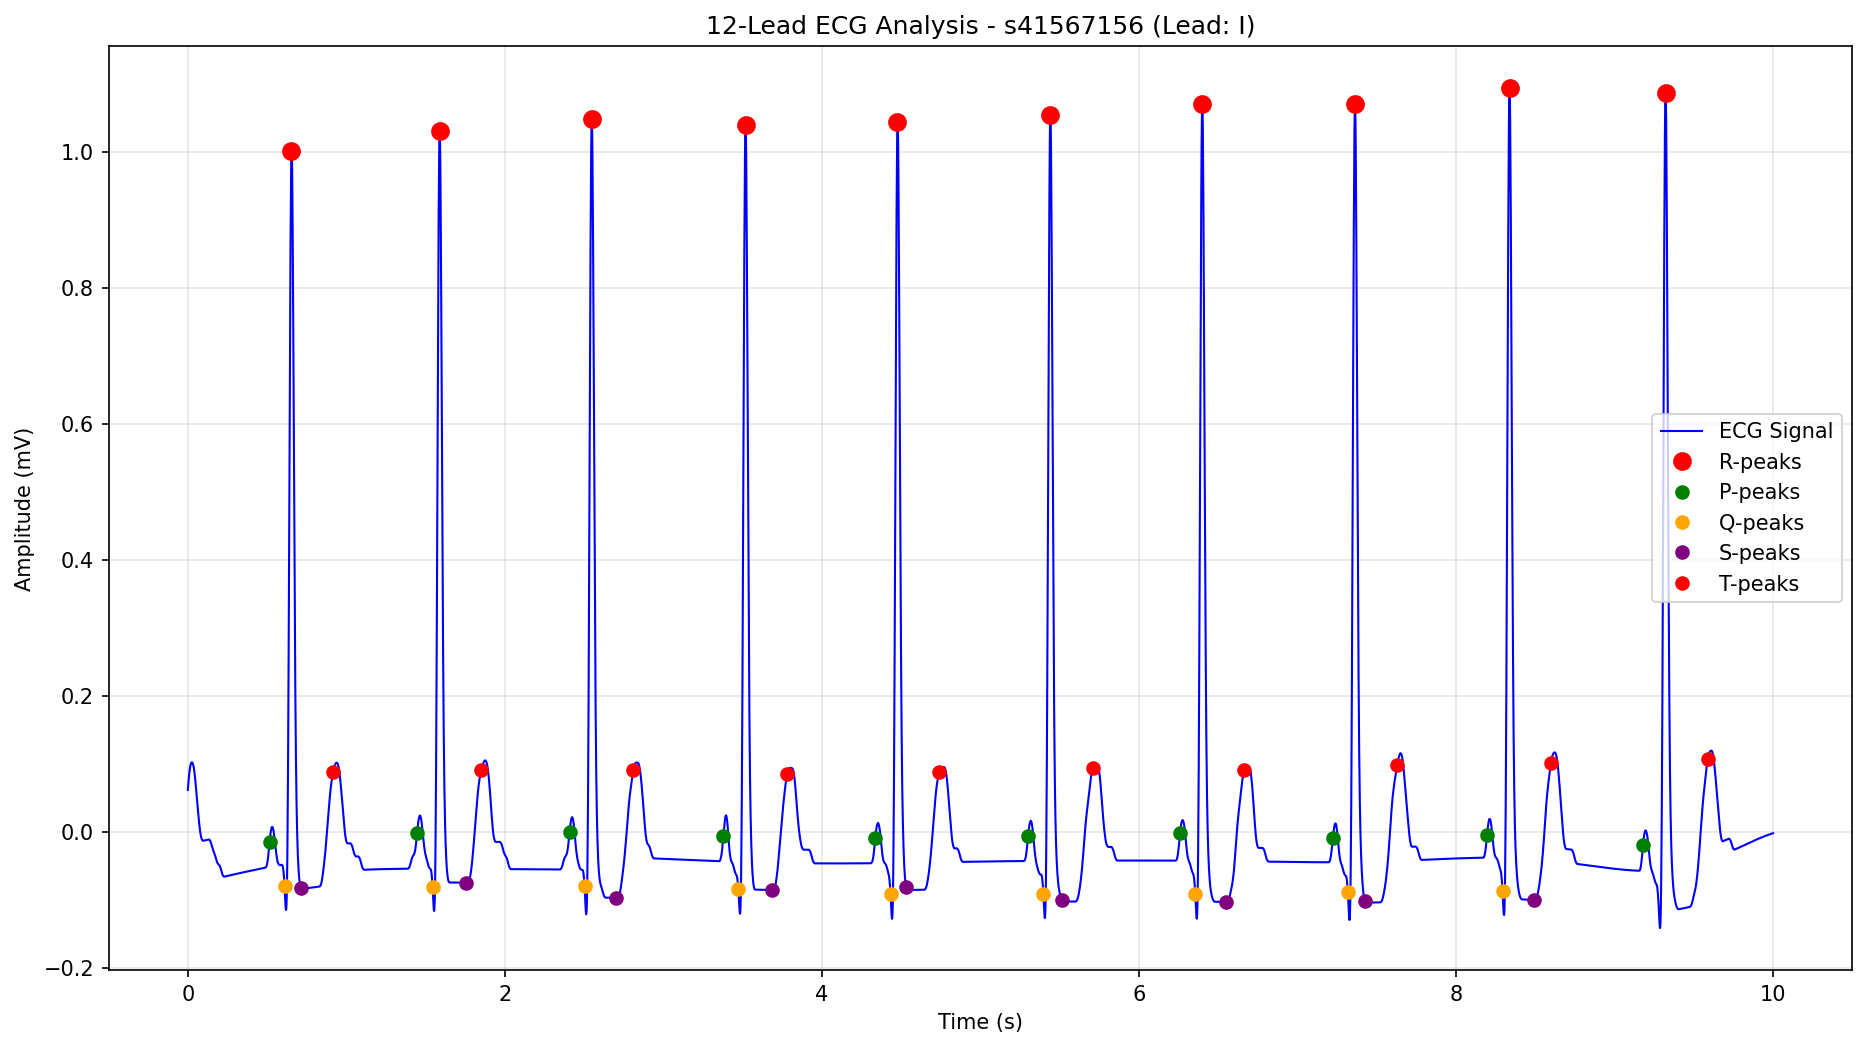 12-Lead ECG Analysis - s41567156 (Lead: I)
Amplitude (mV)
1.0
0.8
0.6
0.4
0.2
0.0
−0.2
ECG Signal
R-peaks
P-peaks
Q-peaks
S-peaks
T-peaks
0 2 4 6 8 10
Time (s)